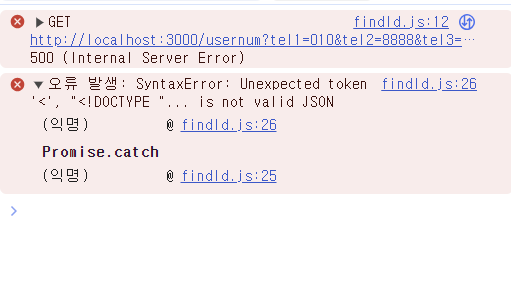 GET findId.js:12
http://localhost:3000/usernum?tel1=010&tel2=8888&tel3=…
500 (Internal Server Error)
오류 발생: SyntaxError: Unexpected token findId.js:26
'<', "<!DOCTYPE "... is not valid JSON
(익명) @ findId.js:26
Promise.catch
(익명) @ findId.js:25